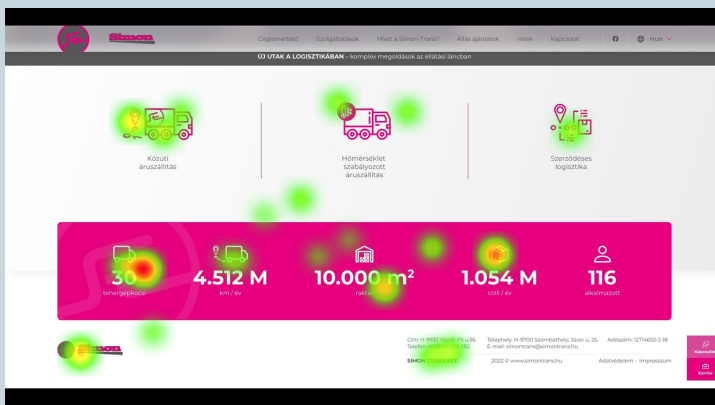 Simon
Cégismertető Szolgáltatások Miért a Simon-Trans? Állás ajánlatok Hírek Kapcsolat Hun
ÚJ UTAK A LOGISZTIKÁBAN – komplex megoldások az ellátási láncban
Közúti
áruszállítás
Hőmérséklet
szabályozott
áruszállítás
Szerződéses
logisztika
30
tehergépkocsi
4.512 M
km / év
10.000 m²
1.054 M
colli / év
116
alkalmazott
Simon
Telephely: H-9700 Szombathely, Jávor u. 25. Adószám: 12714652-2-18
E-mail: simontrans@simontrans.hu
SIMON
2022 © www.simontrans.hu Adatvédelem - Impresszum
Kapcsolat
Karrier